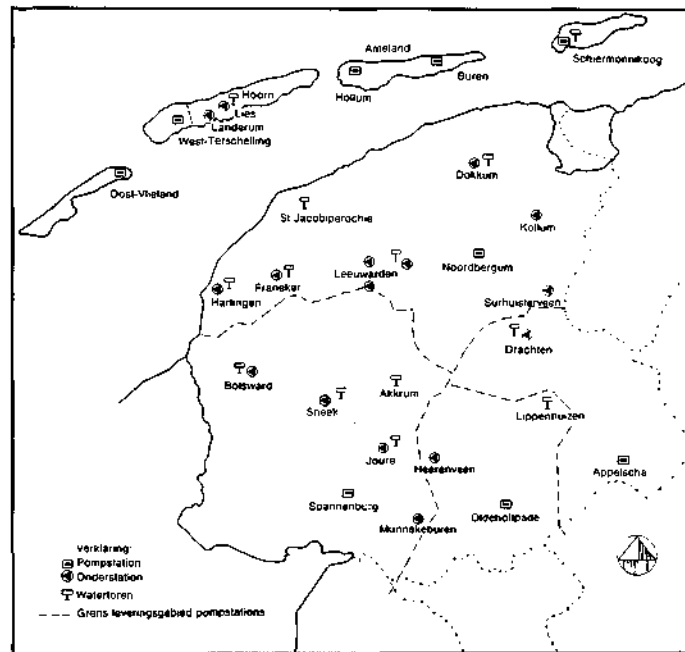 Schiermonnikoog
Ameland
Buren
Hollum
Hoorn
Lies
Landerum
West-Terschelling
Oost-Vlieland
Dokkum
St Jacobiparochie
Kollum
Noordbergum
Leeuwarden
Franeker
Harlingen
Surhuisterveen
Drachten
Bolsward
Akkrum
Sneek
Lippenhuizen
Joure
Heerenveen
Appelscha
Spannenburg
Oldeholtpade
Munnekeburen
Verklaring:
Pompstation
Onderstation
Watertoren
Grens leveringsgebied pompstations